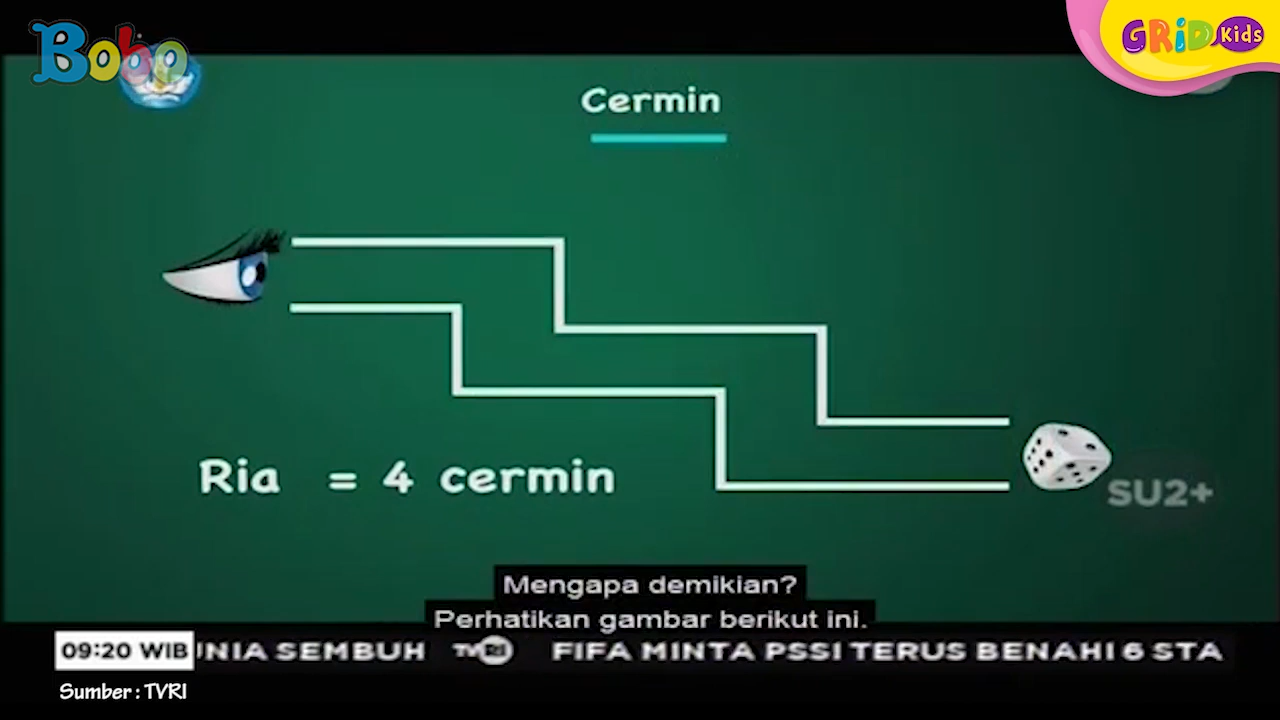 Bobo
GRID Kids
Cermin
Ria = 4 cermin
SU2+
Mengapa demikian?
Perhatikan gambar berikut ini.
09:20 WIB UNIA SEMBUH TVRI FIFA MINTA PSSI TERUS BENAHI 6 STA
Sumber : TVRI